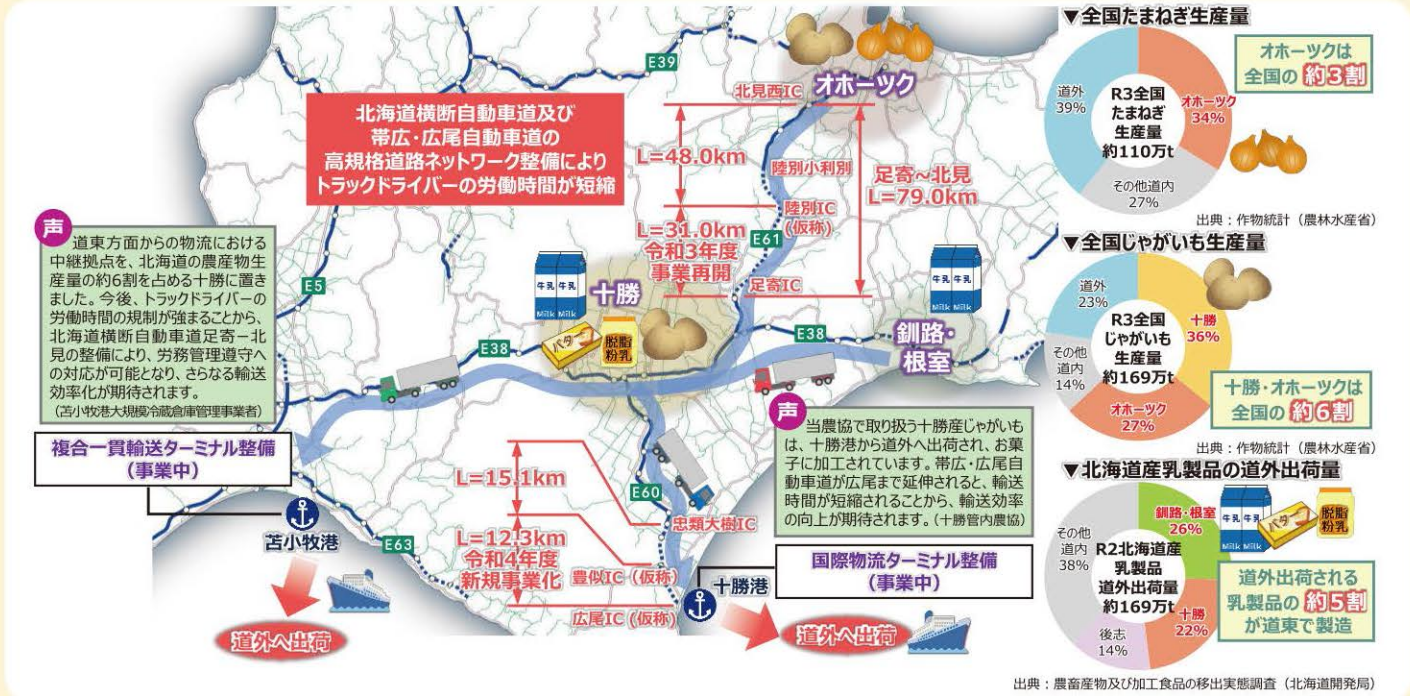 北海道横断自動車道及び
帯広・広尾自動車道の
高規格道路ネットワーク整備により
トラックドライバーの労働時間が短縮
声
道東方面からの物流における
中継拠点を、北海道の農産物生
産量の約6割を占める十勝に置き
ました。今後、トラックドライバーの
労働時間の規制が強まることから、
北海道横断自動車道足寄ー北
見の整備により、労務管理遵守へ
の対応が可能となり、さらなる輸送
効率化が期待されます。
(苫小牧港大規模冷蔵倉庫管理事業者)
複合一貫輸送ターミナル整備
(事業中)
苫小牧港
道外へ出荷
E39
E5
E38
E63
E61
E38
E60
オホーツク
北見西IC
L=48.0km
陸別小利別
足寄~北見
L=79.0km
陸別IC
(仮称)
L=31.0km
令和3年度
事業再開
足寄IC
十勝
牛乳
Milk
牛乳
Milk
バター
脱脂
粉乳
牛乳
Milk
牛乳
Milk
釧路・
根室
L=15.1km
忠類大樹IC
L=12.3km
令和4年度
新規事業化
豊似IC(仮称)
広尾IC(仮称)
声
当農協で取り扱う十勝産じゃがいも
は、十勝港から道外へ出荷され、お菓
子に加工されています。帯広・広尾自
動車道が広尾まで延伸されると、輸送
時間が短縮されることから、輸送効率
の向上が期待されます。(十勝管内農協)
国際物流ターミナル整備
(事業中)
十勝港
道外へ出荷
▼全国たまねぎ生産量
オホーツクは
全国の 約3割
R3全国
たまねぎ
生産量
約110万t
道外
39%
オホーツク
34%
その他道内
27%
出典:作物統計(農林水産省)
▼全国じゃがいも生産量
R3全国
じゃがいも
生産量
約169万t
道外
23%
十勝
36%
その他
道内
14%
オホーツク
27%
十勝・オホーツクは
全国の 約6割
出典:作物統計(農林水産省)
▼北海道産乳製品の道外出荷量
R2北海道産
乳製品
道外出荷量
約169万t
釧路・根室
26%
その他
道内
38%
十勝
22%
後志
14%
牛乳
Milk
牛乳
Milk
バター
脱脂
粉乳
道外出荷される
乳製品の 約5割
が道東で製造
出典:農畜産物及び加工食品の移出実態調査(北海道開発局)